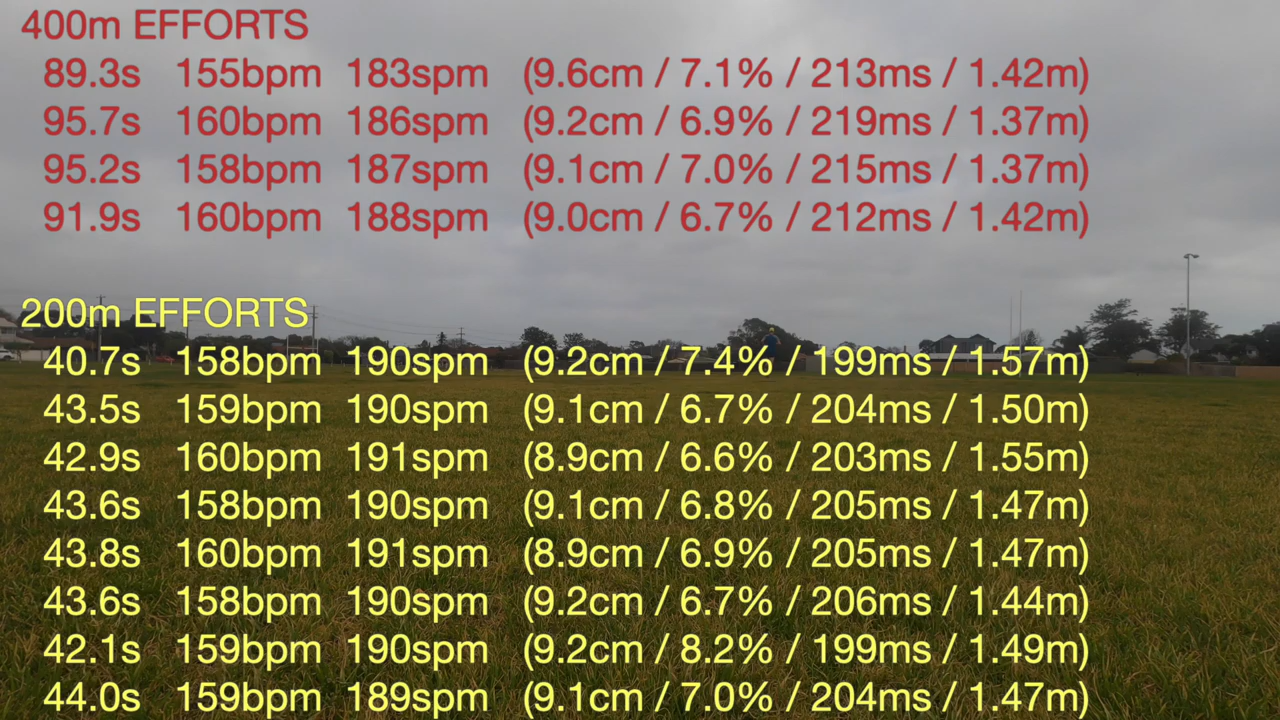 400m EFFORTS
89.3s 155bpm 183spm (9.6cm / 7.1% / 213ms / 1.42m)
95.7s 160bpm 186spm (9.2cm / 6.9% / 219ms / 1.37m)
95.2s 158bpm 187spm (9.1cm / 7.0% / 215ms / 1.37m)
91.9s 160bpm 188spm (9.0cm / 6.7% / 212ms / 1.42m)
200m EFFORTS
40.7s 158bpm 190spm (9.2cm / 7.4% / 199ms / 1.57m)
43.5s 159bpm 190spm (9.1cm / 6.7% / 204ms / 1.50m)
42.9s 160bpm 191spm (8.9cm / 6.6% / 203ms / 1.55m)
43.6s 158bpm 190spm (9.1cm / 6.8% / 205ms / 1.47m)
43.8s 160bpm 191spm (8.9cm / 6.9% / 205ms / 1.47m)
43.6s 158bpm 190spm (9.2cm / 6.7% / 206ms / 1.44m)
42.1s 159bpm 190spm (9.2cm / 8.2% / 199ms / 1.49m)
44.0s 159bpm 189spm (9.1cm / 7.0% / 204ms / 1.47m)